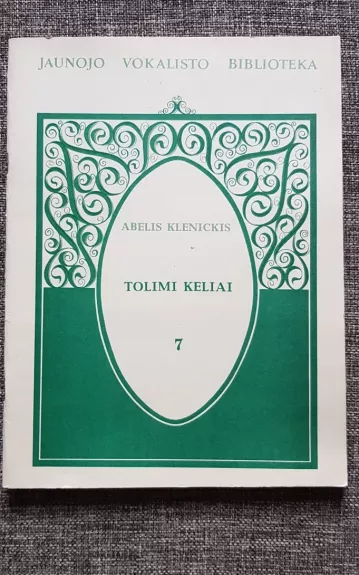 JAUNOJO VOKALISTO BIBLIOTEKA
ABELIS KLENICKIS
TOLIMI KELIAI
7